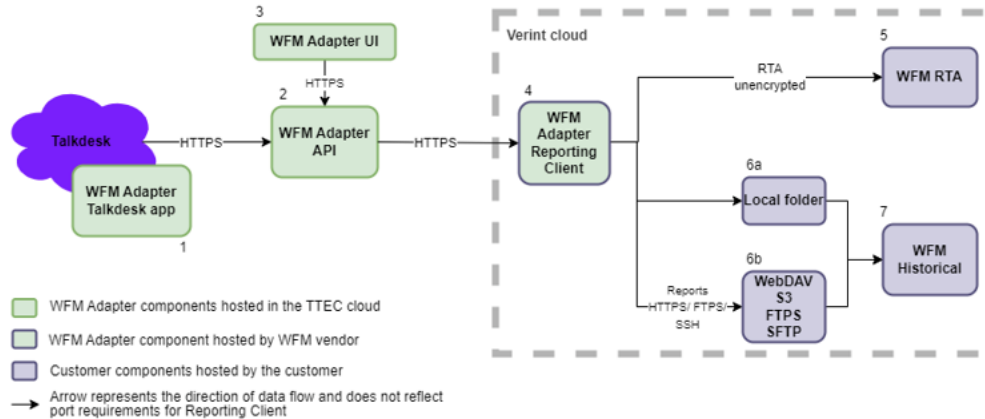 3
WFM Adapter UI
HTTPS
2
Talkdesk
HTTPS
WFM Adapter
API
HTTPS
WFM Adapter
Talkdesk app
1
Verint cloud
4
WFM
Adapter
Reporting
Client
RTA
unencrypted
5
WFM RTA
6a
Local folder
6b
Reports
HTTPS/ FTPS/
SSH
WebDAV
S3
FTPS
SFTP
7
WFM
Historical
WFM Adapter components hosted in the TTEC cloud
WFM Adapter component hosted by WFM vendor
Customer components hosted by the customer
Arrow represents the direction of data flow and does not reflect
port requirements for Reporting Client